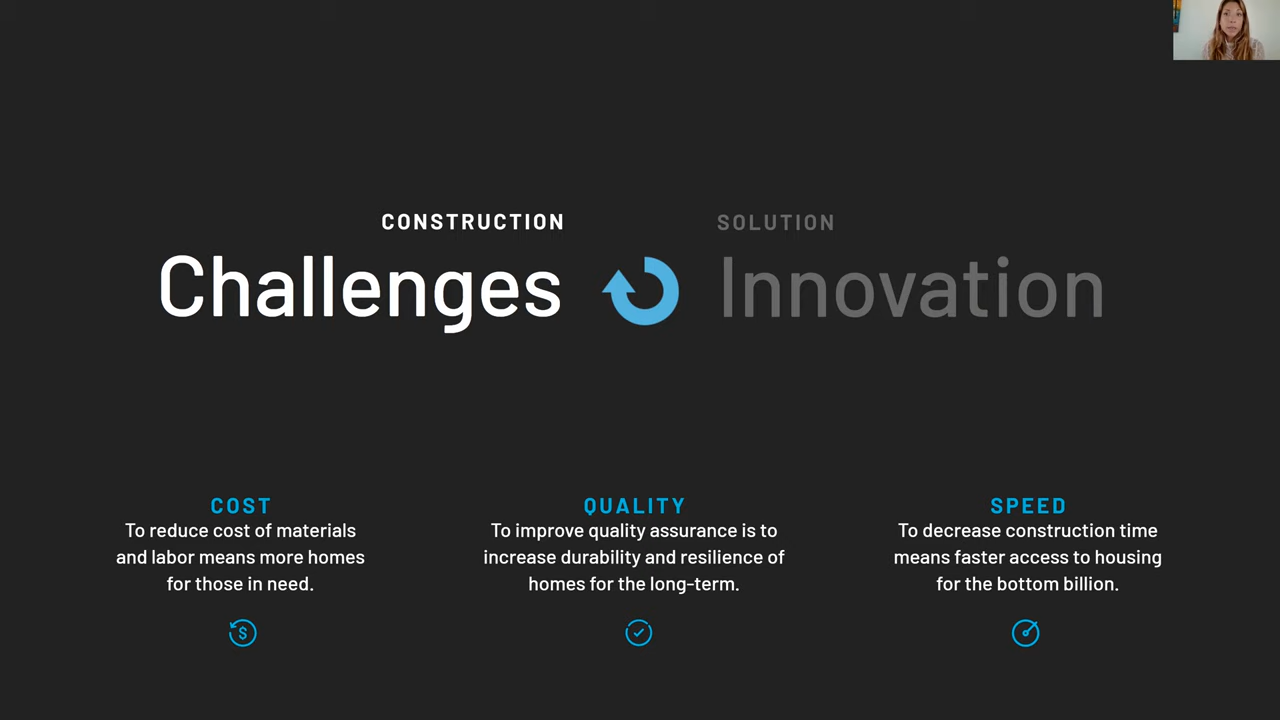 CONSTRUCTION
Challenges
SOLUTION
Innovation
COST
To reduce cost of materials
and labor means more homes
for those in need.
$
QUALITY
To improve quality assurance is to
increase durability and resilience of
homes for the long-term.
SPEED
To decrease construction time
means faster access to housing
for the bottom billion.